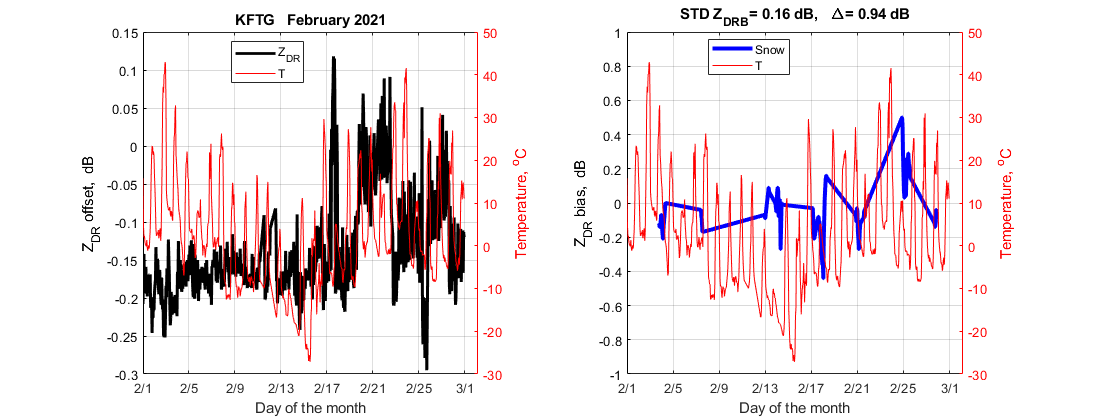 KFTG February 2021
Z_DR
T
0.15
0.1
0.05
0
-0.05
-0.1
-0.15
-0.2
-0.25
-0.3
Z_DR offset, dB
50
40
30
20
10
0
-10
-20
-30
Temperature, °C
2/1 2/5 2/9 2/13 2/17 2/21 2/25 3/1
Day of the month
STD Z_DRB = 0.16 dB, Δ = 0.94 dB
Snow
T
1
0.8
0.6
0.4
0.2
0
-0.2
-0.4
-0.6
-0.8
-1
Z_DR bias, dB
50
40
30
20
10
0
-10
-20
-30
Temperature, °C
2/1 2/5 2/9 2/13 2/17 2/21 2/25 3/1
Day of the month